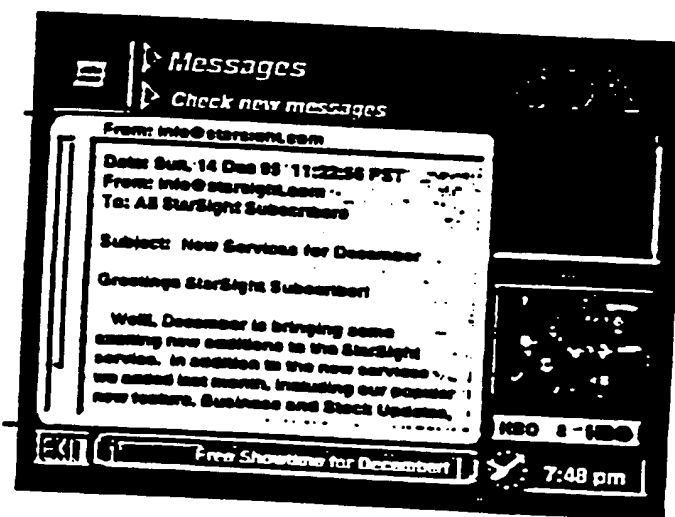 Messages
Check new messages
From: info@starsight.com
Date: Sun, 14 Dec 95 11:22:56 PST
From: info@starsight.com
To: All StarSight Subscribers
Subject: New Services for December
Greetings StarSight Subscriber!
Well, December is bringing some
exciting new additions to the StarSight
service. In addition to the new services
we added last month, including our popular
new feature, Business and Stock Updates,
HBO 8 - HBO
EXIT
Free Showtime for December!
7:48 pm